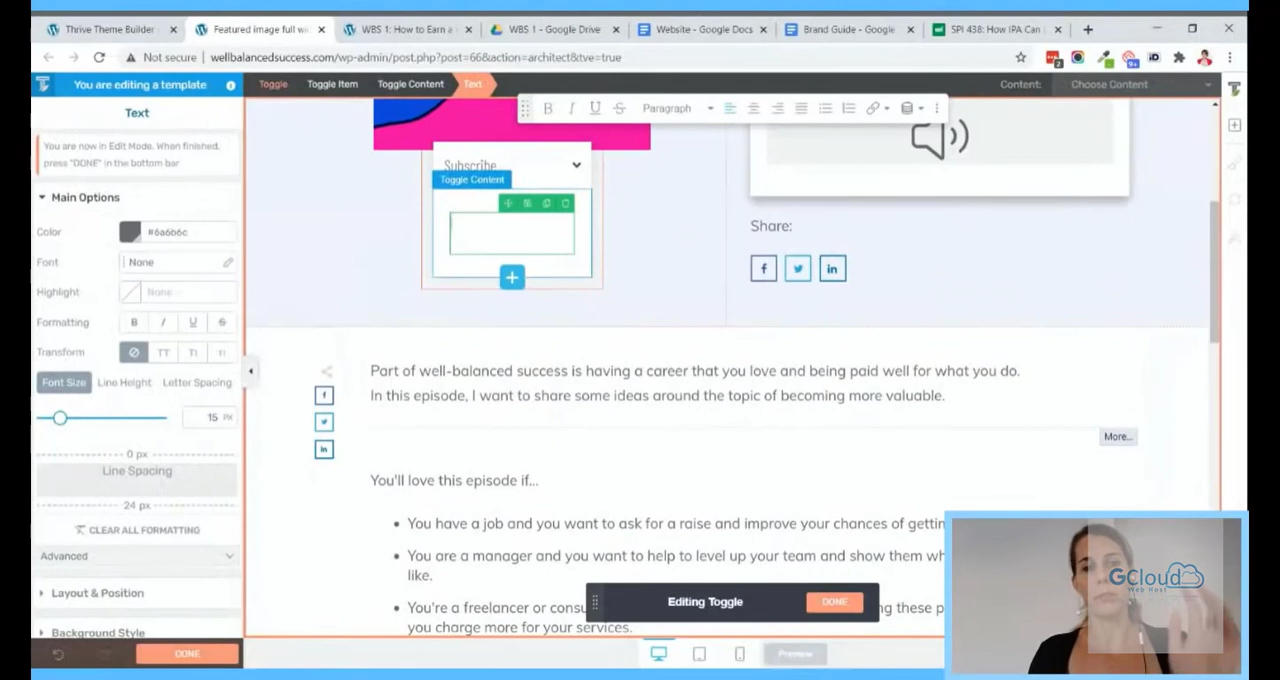 Thrive Theme Builder
Featured image full wi
WBS 1: How to Earn a
WBS 1 - Google Drive
Website - Google Docs
Brand Guide - Google
SPI 438: How IPA Can
Not secure
wellbalancedsuccess.com/wp-admin/post.php?post=66&action=architect&tve=true
You are editing a template
Toggle
Toggle Item
Toggle Content
Text
Content:
Choose Content
Text
Paragraph
You are now in Edit Mode. When finished,
press "DONE" in the bottom bar
Subscribe
Toggle Content
Main Options
Color
#6a6b6c
Share:
Font
None
Highlight
None
Formatting
B I U S
Transform
TT Tt tt
Font Size
Line Height
Letter Spacing
15 PX
Part of well-balanced success is having a career that you love and being paid well for what you do.
In this episode, I want to share some ideas around the topic of becoming more valuable.
More...
0 px
Line Spacing
24 px
You'll love this episode if...
CLEAR ALL FORMATTING
Advanced
You have a job and you want to ask for a raise and improve your chances of gettin
You are a manager and you want to help to level up your team and show them wh
like.
Layout & Position
You're a freelancer or consu
ng these p
you charge more for your services.
Editing Toggle
DONE
Background Style
DONE
Preview
GCloud
Web Host